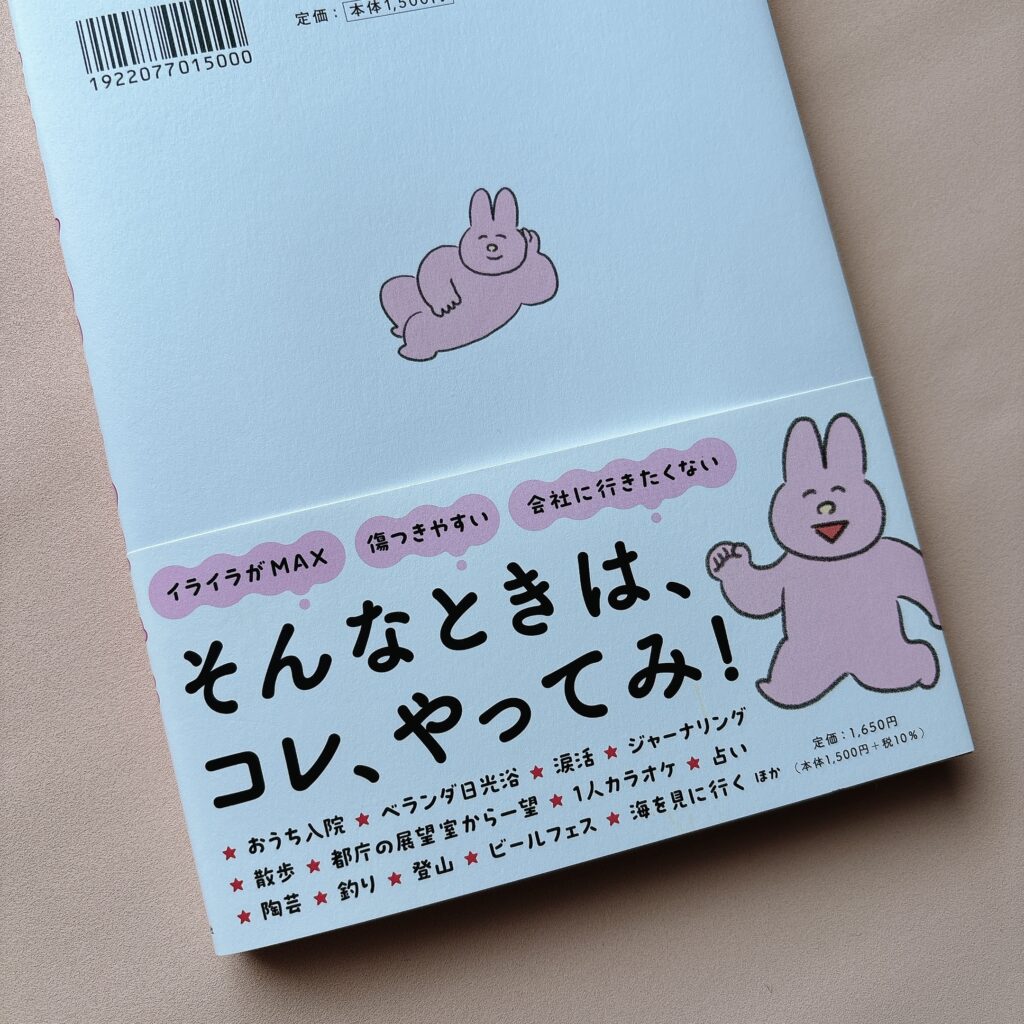 定価：本体1,500円
1922077015000
イライラがMAX
傷つきやすい
会社に行きたくない
そんなときは、
コレ、やってみ！
★ おうち入院 ★ ベランダ日光浴 ★ 涙活 ★ ジャーナリング
★ 散歩 ★ 都庁の展望室から一望 ★ 1人カラオケ ★ 占い
★ 陶芸 ★ 釣り ★ 登山 ★ ビールフェス ★ 海を見に行く ほか
定価：1,650円
（本体1,500円＋税10%）